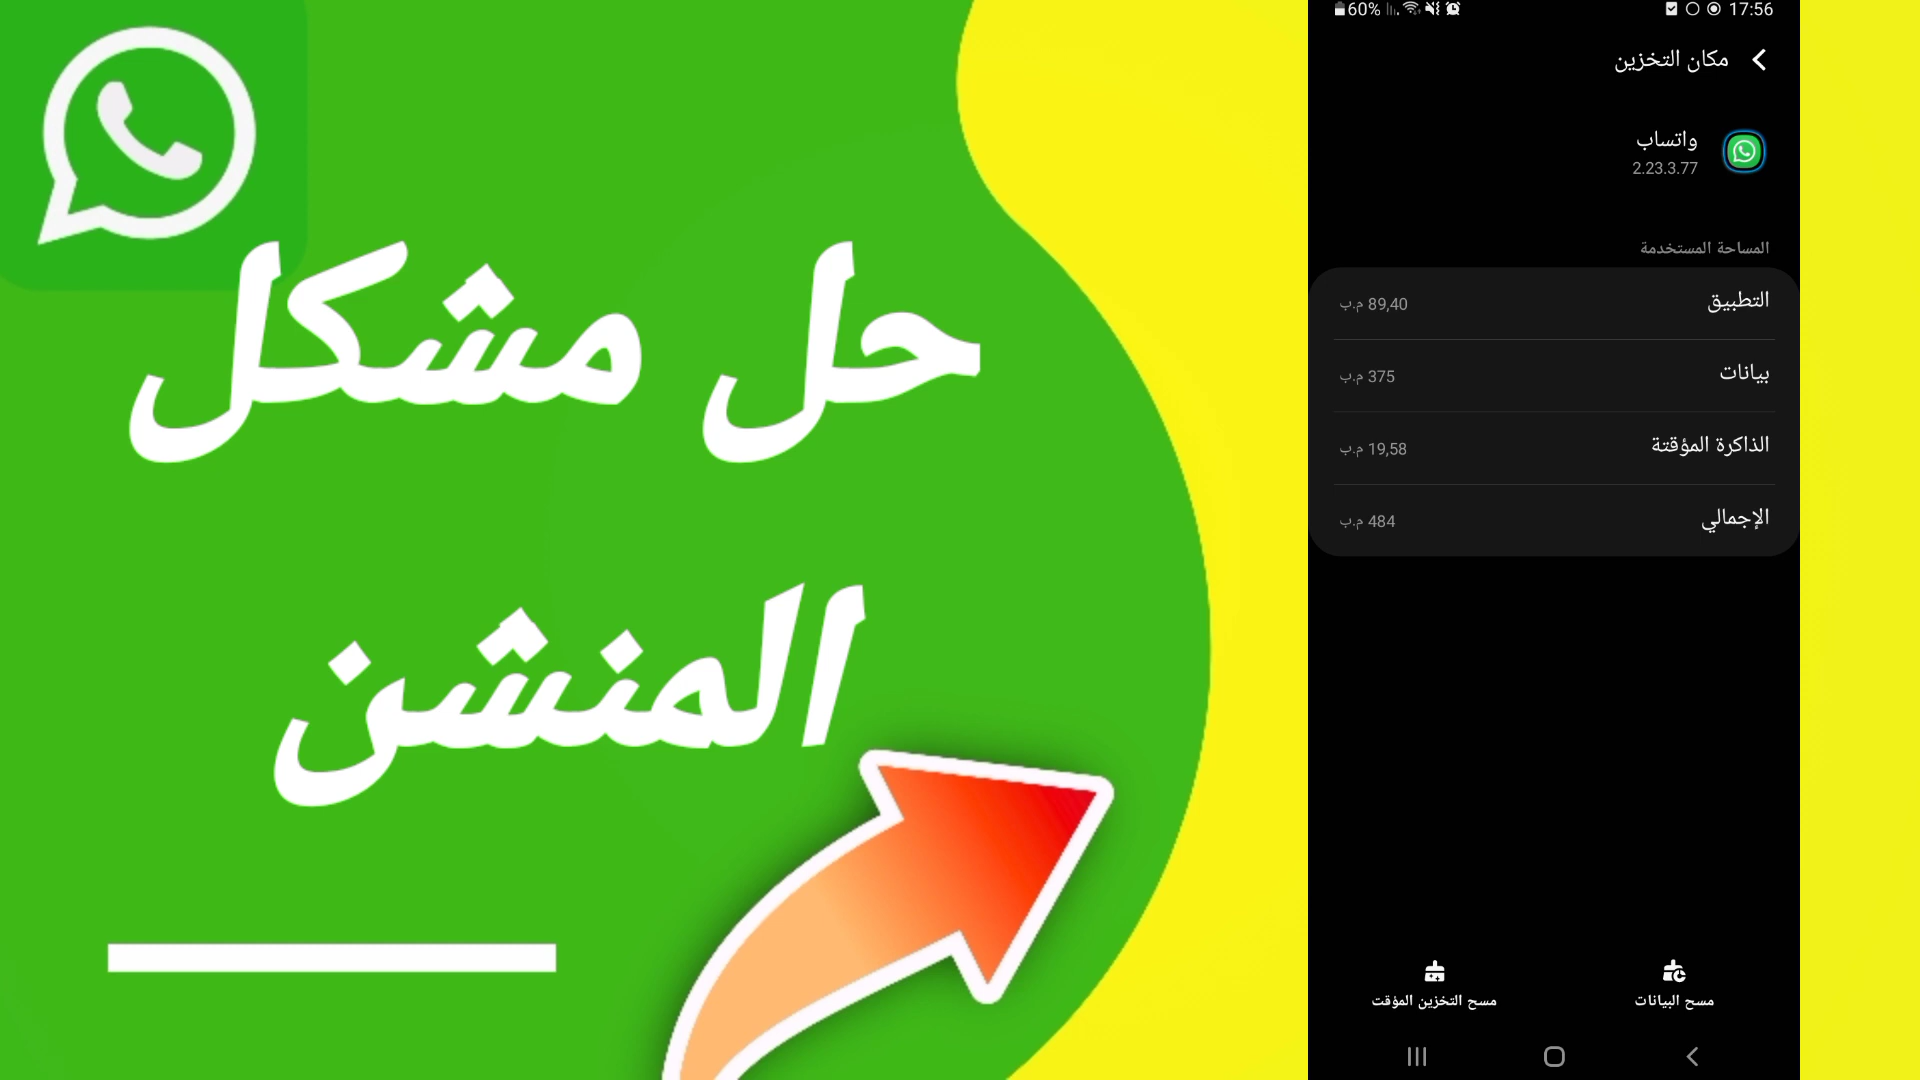 حل مشكل
المنشن
60% 17:56
مكان التخزين
واتساب
2.23.3.77
المساحة المستخدمة
التطبيق 89,40 م.ب
بيانات 375 م.ب
الذاكرة المؤقتة 19,58 م.ب
الإجمالي 484 م.ب
مسح البيانات مسح التخزين المؤقت